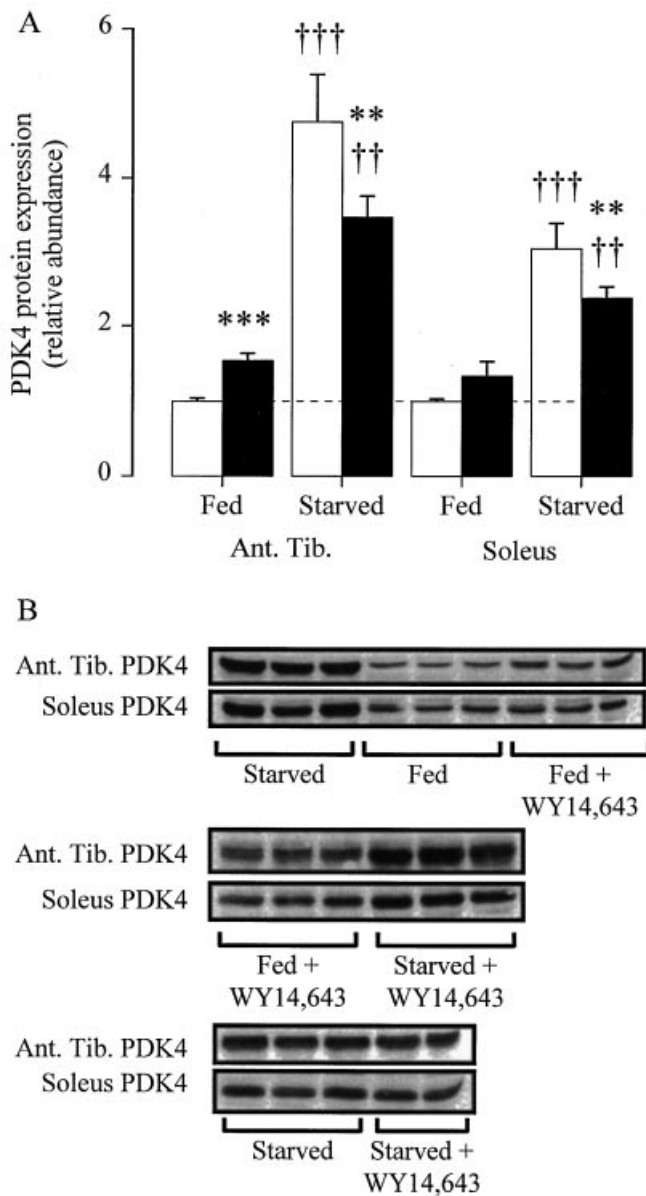 A
PDK4 protein expression
(relative abundance)
6
4
2
0
***
†††
**
††
†††
**
††
Fed Starved Fed Starved
Ant. Tib. Soleus
B
Ant. Tib. PDK4
Soleus PDK4
Starved Fed Fed +
WY14,643
Ant. Tib. PDK4
Soleus PDK4
Fed + Starved +
WY14,643 WY14,643
Ant. Tib. PDK4
Soleus PDK4
Starved Starved +
WY14,643